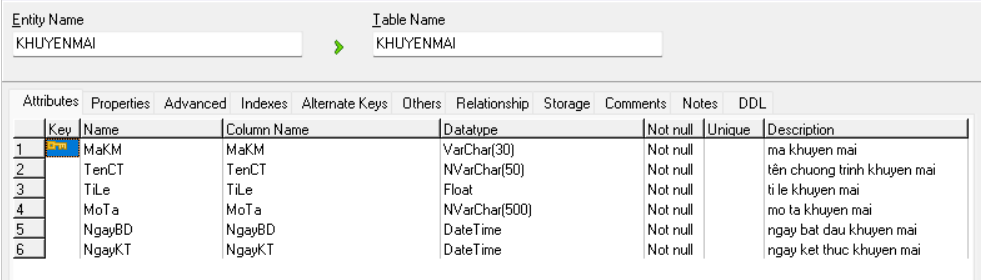 Entity Name Table Name
KHUYENMAI KHUYENMAI
Attributes Properties Advanced Indexes Alternate Keys Others Relationship Storage Comments Notes DDL
Key Name Column Name Datatype Not null Unique Description
1 MaKM MaKM VarChar(30) Not null ma khuyen mai
2 TenCT TenCT NVarChar(50) Not null tên chuong trinh khuyen mai
3 TiLe TiLe Float Not null ti le khuyen mai
4 MoTa MoTa NVarChar(500) Not null mo ta khuyen mai
5 NgayBD NgayBD DateTime Not null ngay bat dau khuyen mai
6 NgayKT NgayKT DateTime Not null ngay ket thuc khuyen mai